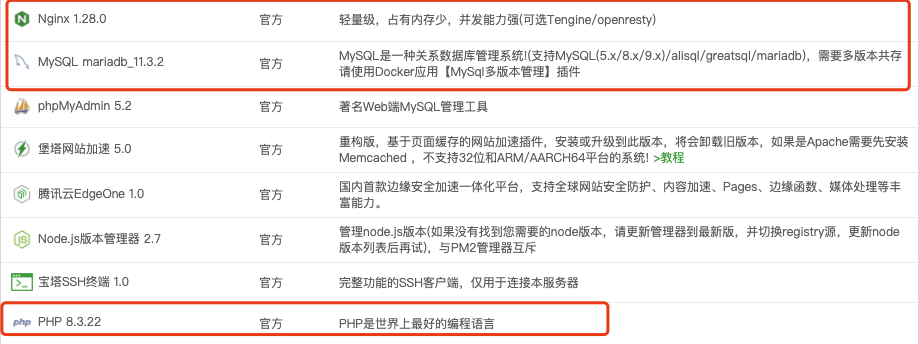 Nginx 1.28.0 官方 轻量级，占有内存少，并发能力强(可选Tengine/openresty)
MySQL mariadb_11.3.2 官方 MySQL是一种关系数据库管理系统!(支持MySQL(5.x/8.x/9.x)/alisql/greatsql/mariadb)，需要多版本共存
请使用Docker应用【MySql多版本管理】插件
phpMyAdmin 5.2 官方 著名Web端MySQL管理工具
堡塔网站加速 5.0 官方 重构版，基于页面缓存的网站加速插件，安装或升级到此版本，将会卸载旧版本，如果是Apache需要先安装
Memcached ，不支持32位和ARM/AARCH64平台的系统! >教程
腾讯云EdgeOne 1.0 官方 国内首款边缘安全加速一体化平台，支持全球网站安全防护、内容加速、Pages、边缘函数、媒体处理等丰
富能力。
Node.js版本管理器 2.7 官方 管理node.js版本(如果没有找到您需要的node版本，请更新管理器到最新版，并切换registry源，更新node
版本列表后再试)，与PM2管理器互斥
宝塔SSH终端 1.0 官方 完整功能的SSH客户端，仅用于连接本服务器
php PHP 8.3.22 官方 PHP是世界上最好的编程语言